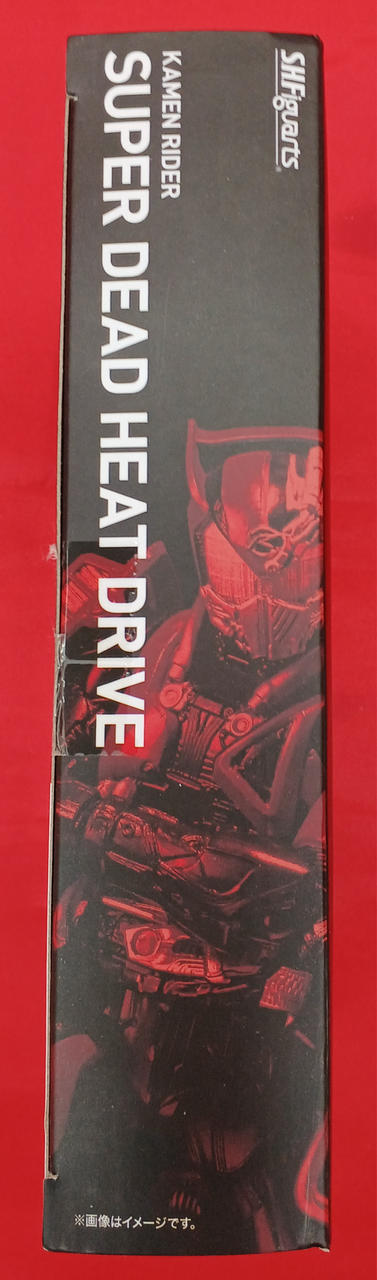 S.H.Figuarts
KAMEN RIDER
SUPER DEAD HEAT DRIVE
※画像はイメージです。